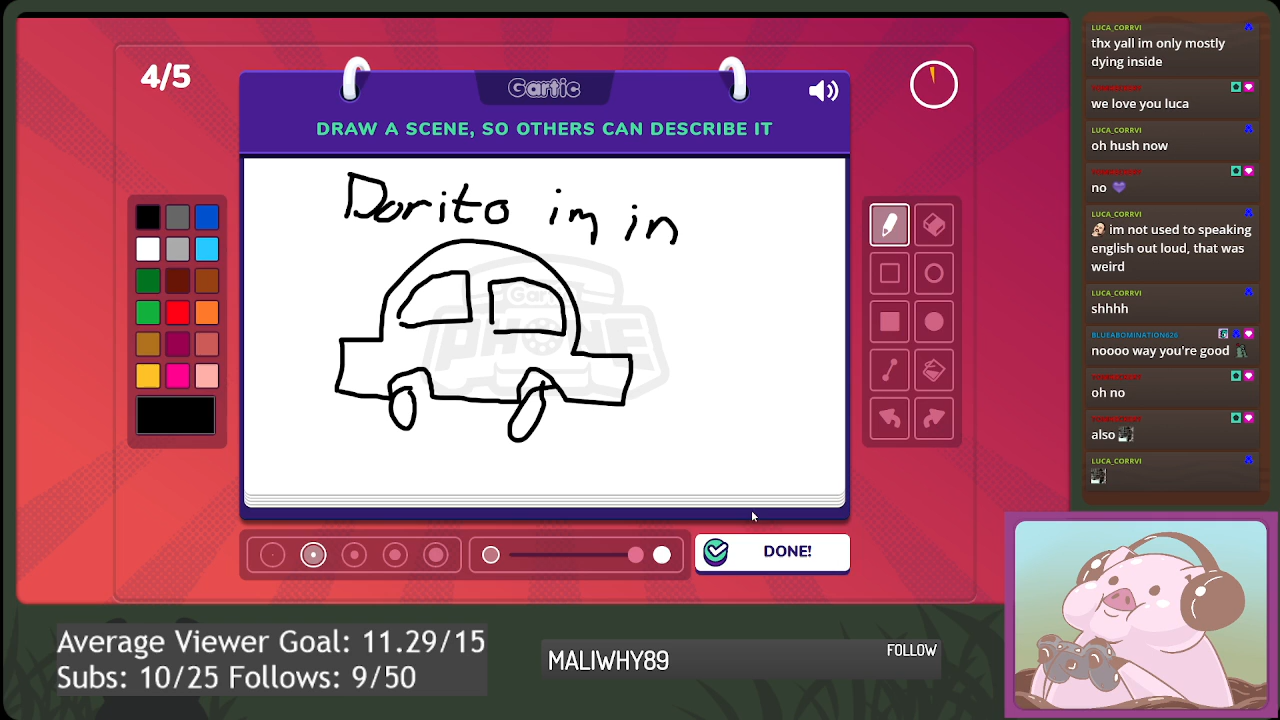 4/5
Gartic
DRAW A SCENE, SO OTHERS CAN DESCRIBE IT
Dorito im in
Gartic
PHONE
DONE!
LUCA_CORRVI
thx yall im only mostly
dying inside
we love you luca
LUCA_CORRVI
oh hush now
no 💜
LUCA_CORRVI
im not used to speaking
english out loud, that was
weird
LUCA_CORRVI
shhhh
BLUEABOMINATION626
noooo way you're good
oh no
also
LUCA_CORRVI
Average Viewer Goal: 11.29/15
Subs: 10/25 Follows: 9/50
MALIWHY89
FOLLOW